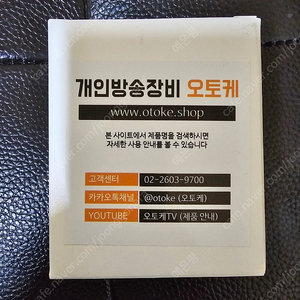 개인방송장비 오토케
www.otoke.shop
본 사이트에서 제품명을 검색하시면
자세한 사용 안내를 볼 수 있습니다
고객센터 02-2603-9700
카카오톡채널 @otoke (오토케)
YOUTUBE 오토케TV (제품 안내)